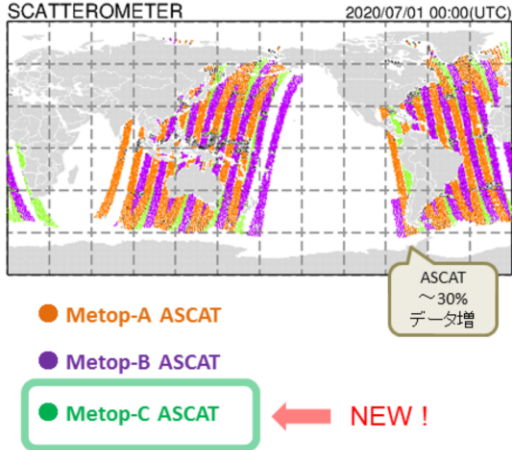 SCATTEROMETER 2020/07/01 00:00(UTC)
ASCAT
～30%
データ増
Metop-A ASCAT
Metop-B ASCAT
Metop-C ASCAT NEW !